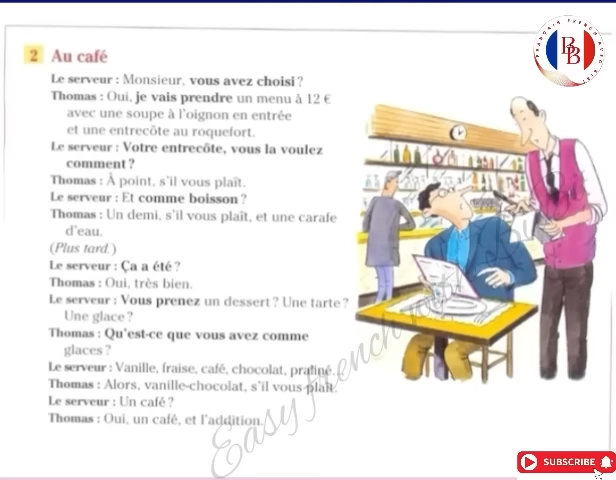 2 Au café
Le serveur : Monsieur, vous avez choisi ?
Thomas : Oui, je vais prendre un menu à 12 €
avec une soupe à l'oignon en entrée
et une entrecôte au roquefort.
Le serveur : Votre entrecôte, vous la voulez
comment ?
Thomas : À point, s'il vous plaît.
Le serveur : Et comme boisson ?
Thomas : Un demi, s'il vous plaît, et une carafe
d'eau.
(Plus tard.)
Le serveur : Ça a été ?
Thomas : Oui, très bien.
Le serveur : Vous prenez un dessert ? Une tarte ?
Une glace ?
Thomas : Qu'est-ce que vous avez comme
glaces ?
Le serveur : Vanille, fraise, café, chocolat, praliné.
Thomas : Alors, vanille-chocolat, s'il vous plaît.
Le serveur : Un café ?
Thomas : Oui, un café, et l'addition.
Easy french
BB
SUBSCRIBE